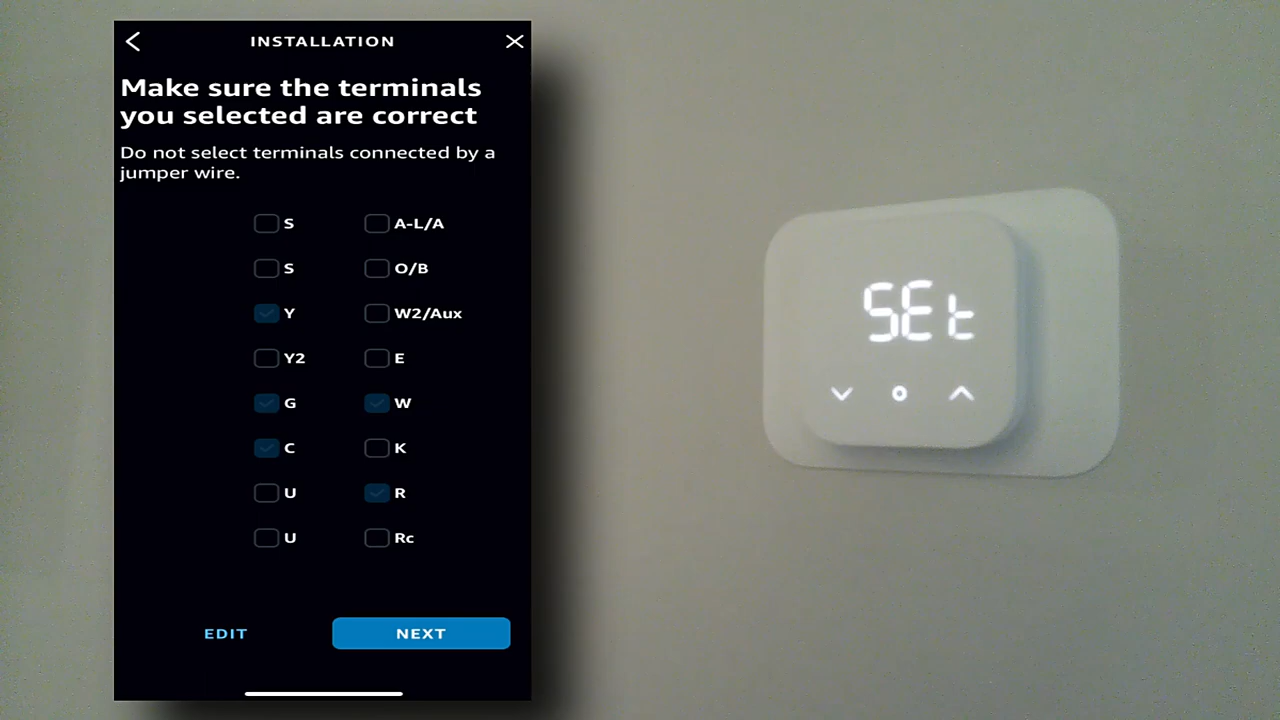 INSTALLATION
Make sure the terminals
you selected are correct
Do not select terminals connected by a
jumper wire.
S A-L/A
S O/B
Y W2/Aux
Y2 E
G W
C K
U R
U Rc
EDIT NEXT
SEt